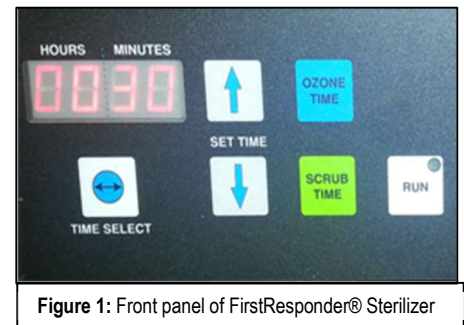 HOURS : MINUTES
0030
OZONE
TIME
SET TIME
SCRUB
TIME
RUN
TIME SELECT
Figure 1: Front panel of FirstResponder® Sterilizer